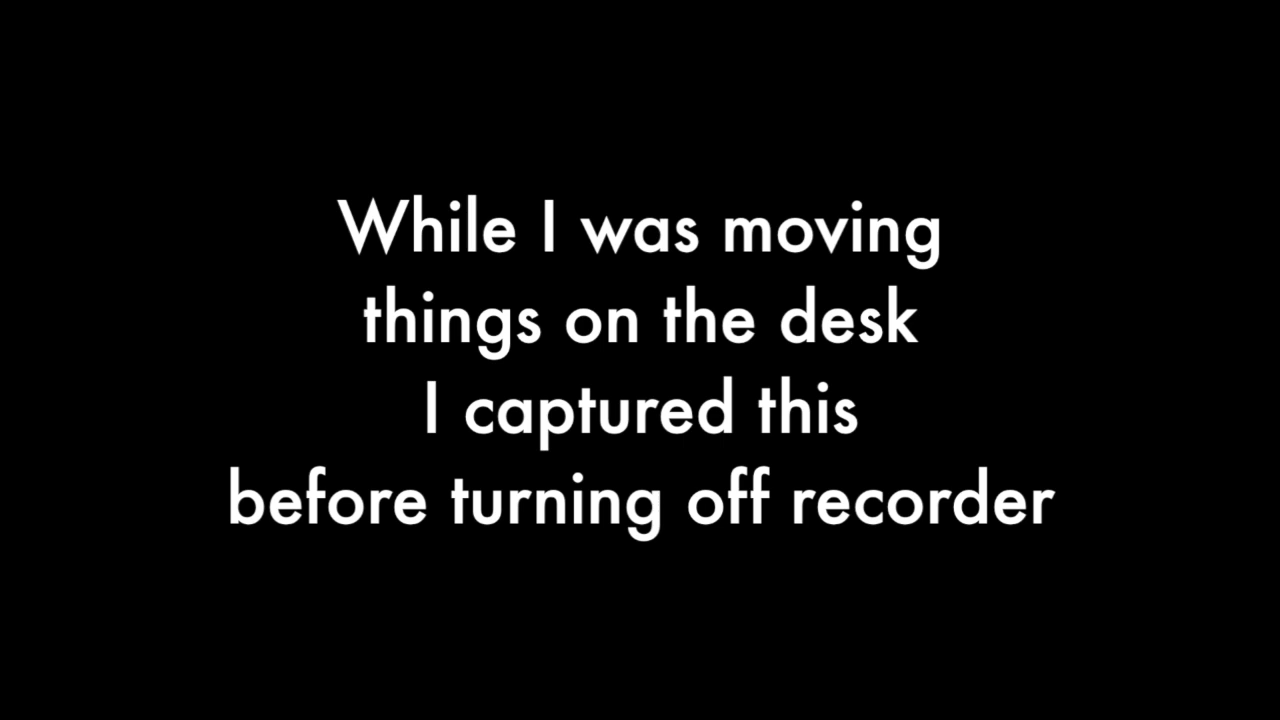 While I was moving
things on the desk
I captured this
before turning off recorder